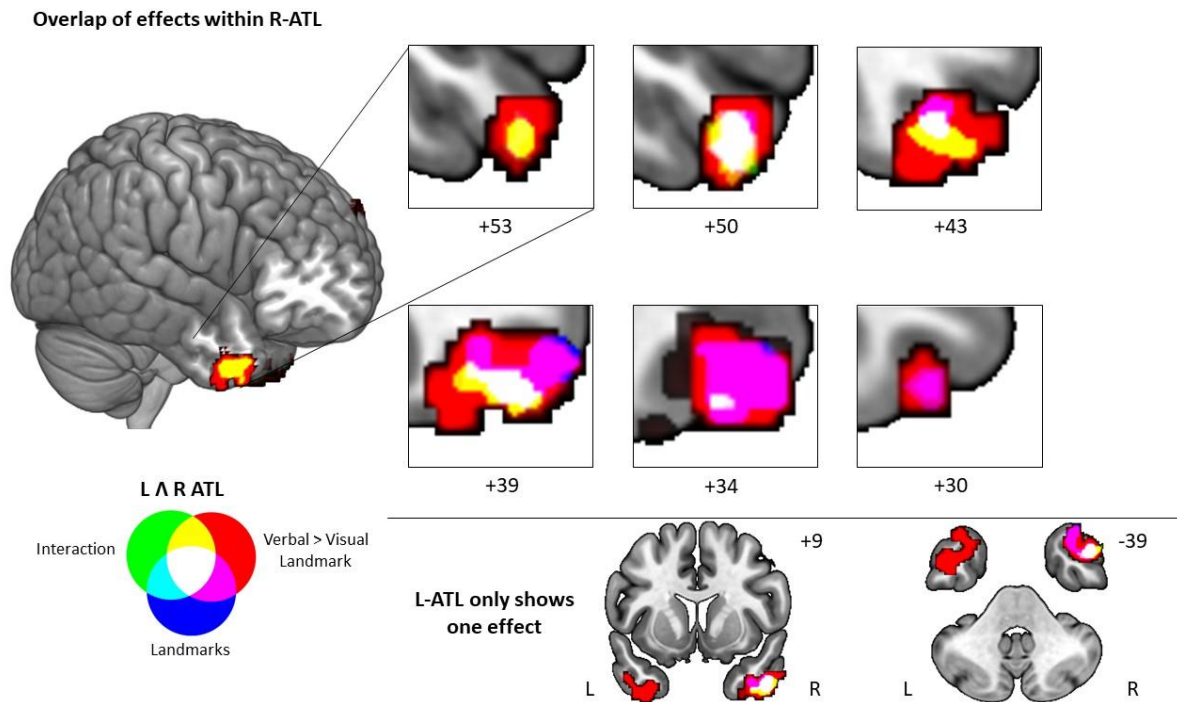 Overlap of effects within R-ATL
+53
+50
+43
+39
+34
+30
L Λ R ATL
Interaction
Verbal > Visual
Landmark
Landmarks
L-ATL only shows
one effect
+9
-39
L
R
L
R